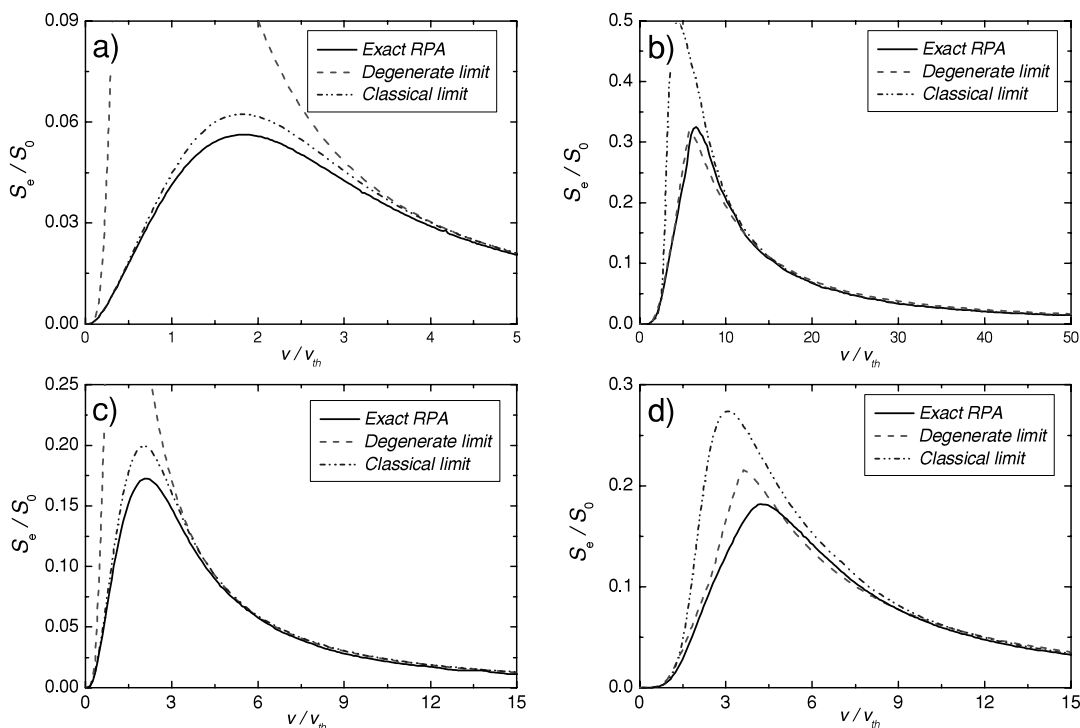 a)
Exact RPA
Degenerate limit
Classical limit
0.09
0.06
0.03
0.00
S_e / S_0
0 1 2 3 4 5
v / v_th
b)
Exact RPA
Degenerate limit
Classical limit
0.5
0.4
0.3
0.2
0.1
0.0
S_e / S_0
0 10 20 30 40 50
v / v_th
c)
Exact RPA
Degenerate limit
Classical limit
0.25
0.20
0.15
0.10
0.05
0.00
S_e / S_0
0 3 6 9 12 15
v / v_th
d)
Exact RPA
Degenerate limit
Classical limit
0.3
0.2
0.1
0.0
S_e / S_0
0 3 6 9 12 15
v / v_th